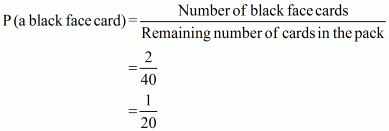 P (a black face card) = Number of black face cards / Remaining number of cards in the pack
= 2 / 40
= 1 / 20